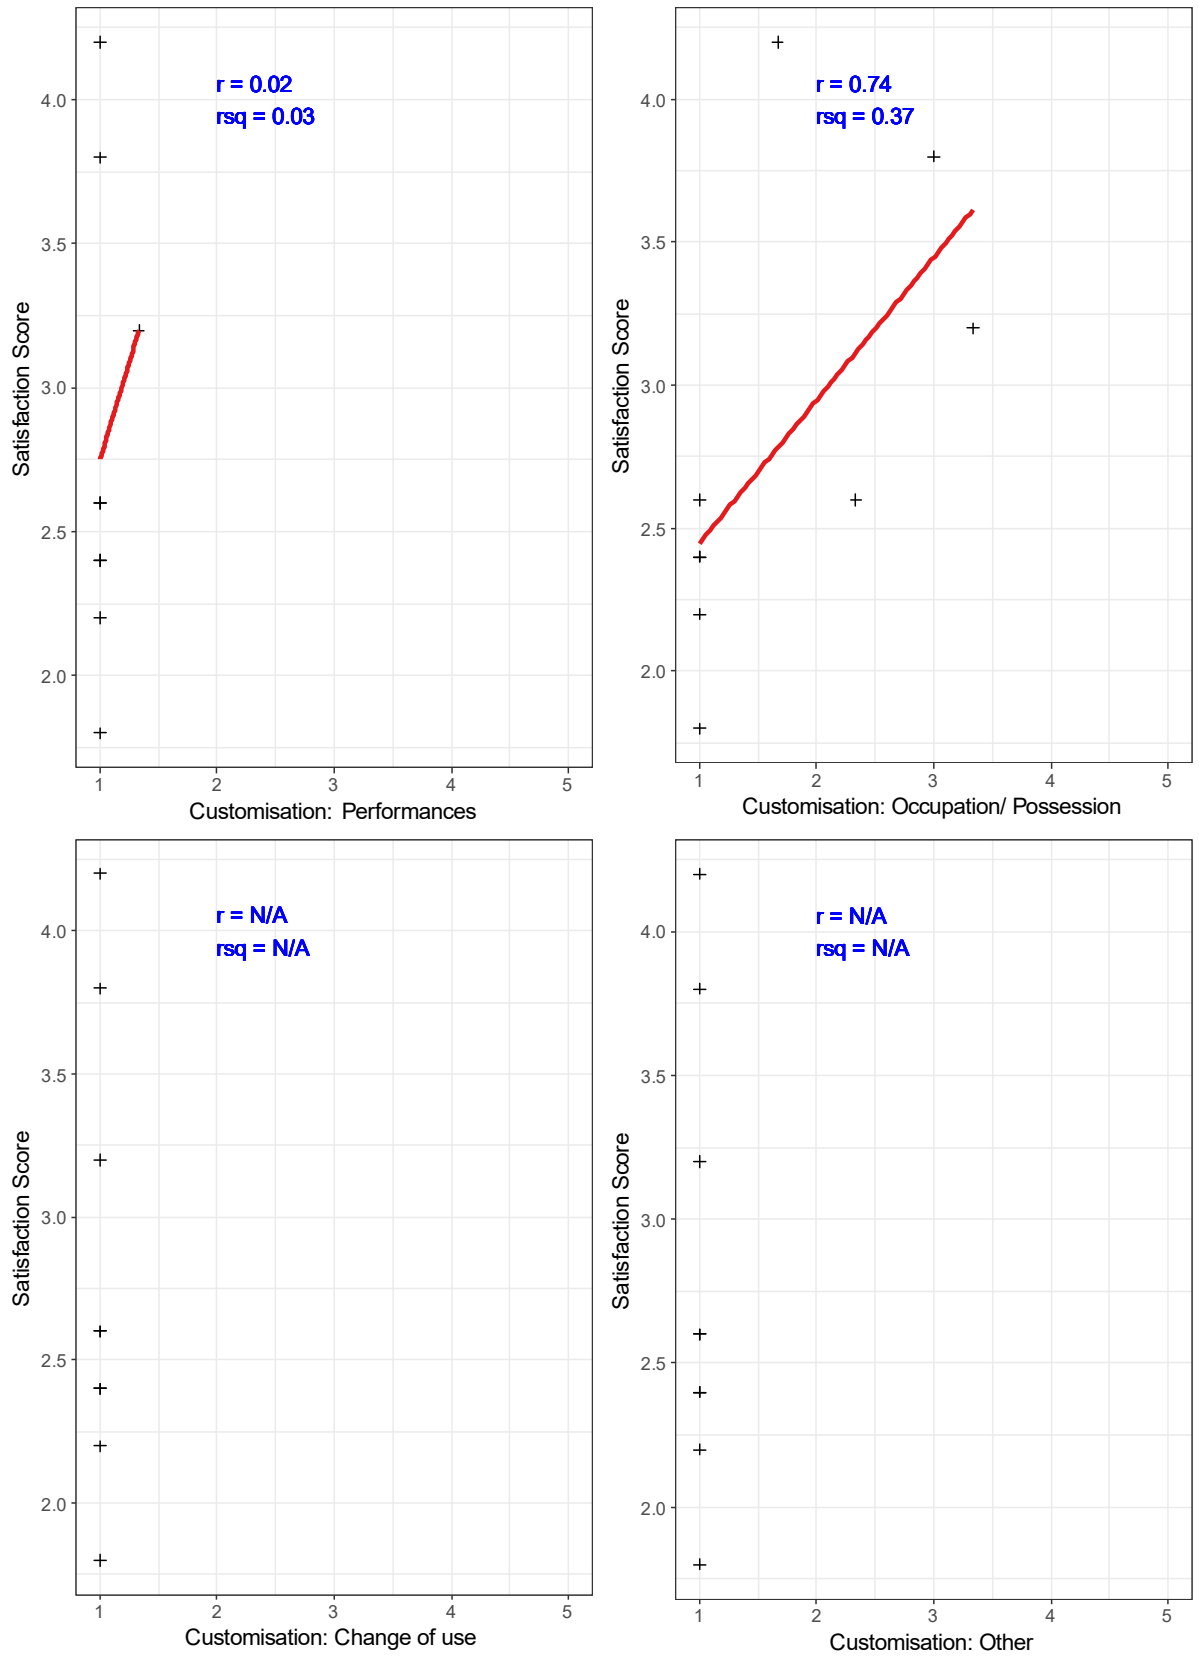 r = 0.02
rsq = 0.03
4.0
3.5
3.0
2.5
2.0
Satisfaction Score
1 2 3 4 5
Customisation: Performances
r = 0.74
rsq = 0.37
4.0
3.5
3.0
2.5
2.0
Satisfaction Score
1 2 3 4 5
Customisation: Occupation/ Possession
r = N/A
rsq = N/A
4.0
3.5
3.0
2.5
2.0
Satisfaction Score
1 2 3 4 5
Customisation: Change of use
r = N/A
rsq = N/A
4.0
3.5
3.0
2.5
2.0
Satisfaction Score
1 2 3 4 5
Customisation: Other